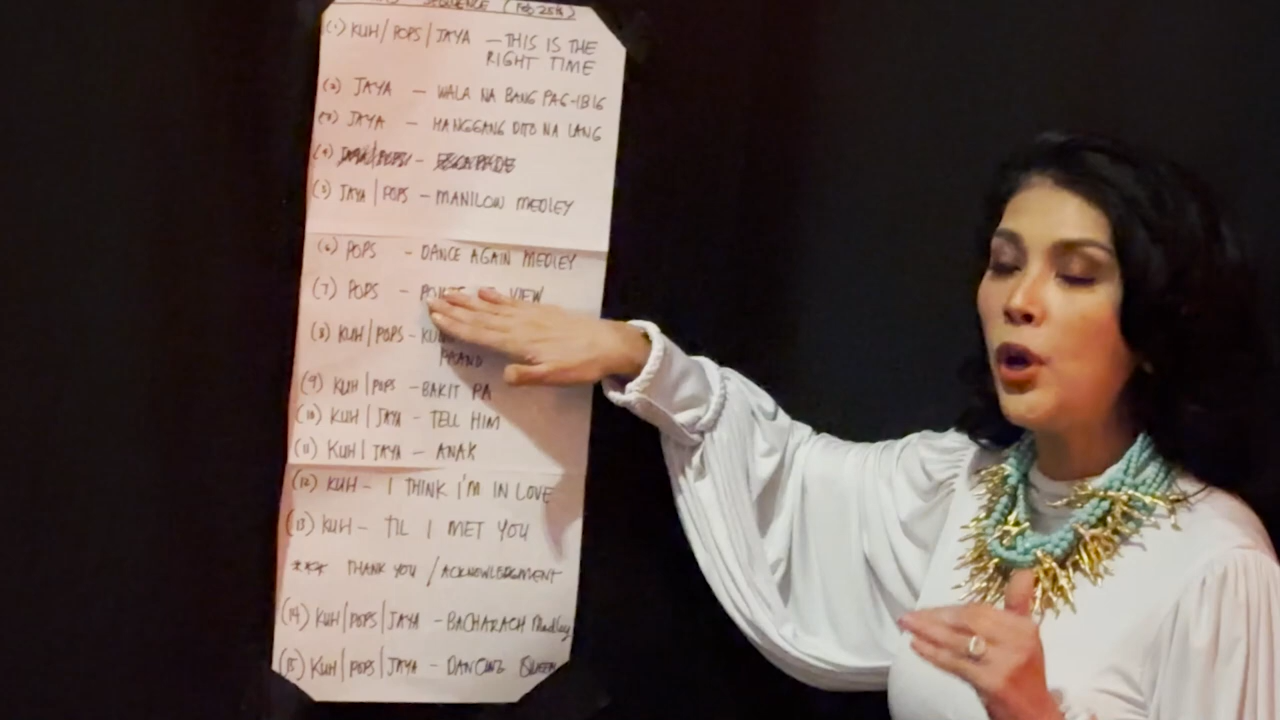 SEQUENCE (Feb 25th)
(1) KUH/POPS/JAYA - THIS IS THE
RIGHT TIME
(2) JAYA - WALA NA BANG PAG-IBIG
(3) JAYA - HANGGANG DITO NA LANG
(4)
(5) JAYA/POPS - MANILOW MEDLEY
(6) POPS - DANCE AGAIN MEDLEY
(7) POPS - VIEW
(8) KUH/POPS -
(9) KUH/POPS - BAKIT PA
(10) KUH/JAYA - TELL HIM
(11) KUH/JAYA - ANAK
(12) KUH - I THINK I'M IN LOVE
(13) KUH - TIL I MET YOU
*** THANK YOU / ACKNOWLEDGMENT
(14) KUH/POPS/JAYA - BACHARACH Medley
(15) KUH/POPS/JAYA - DANCING QUEEN